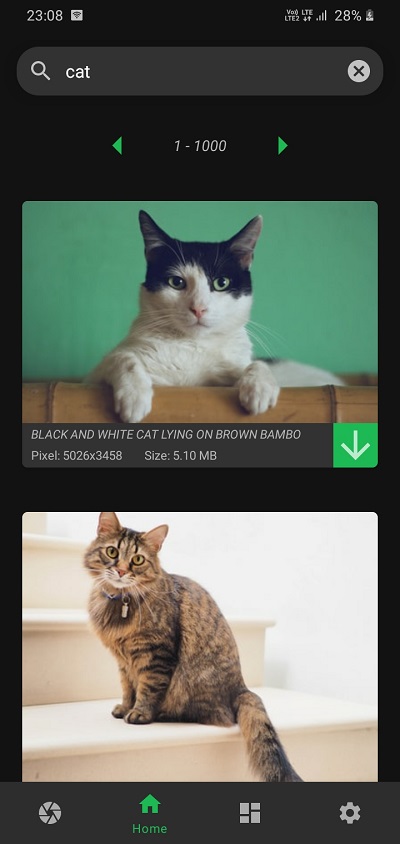 23:08
Vo) LTE
LTE2
28%
cat
1 - 1000
BLACK AND WHITE CAT LYING ON BROWN BAMBO
Pixel: 5026x3458 Size: 5.10 MB
Home